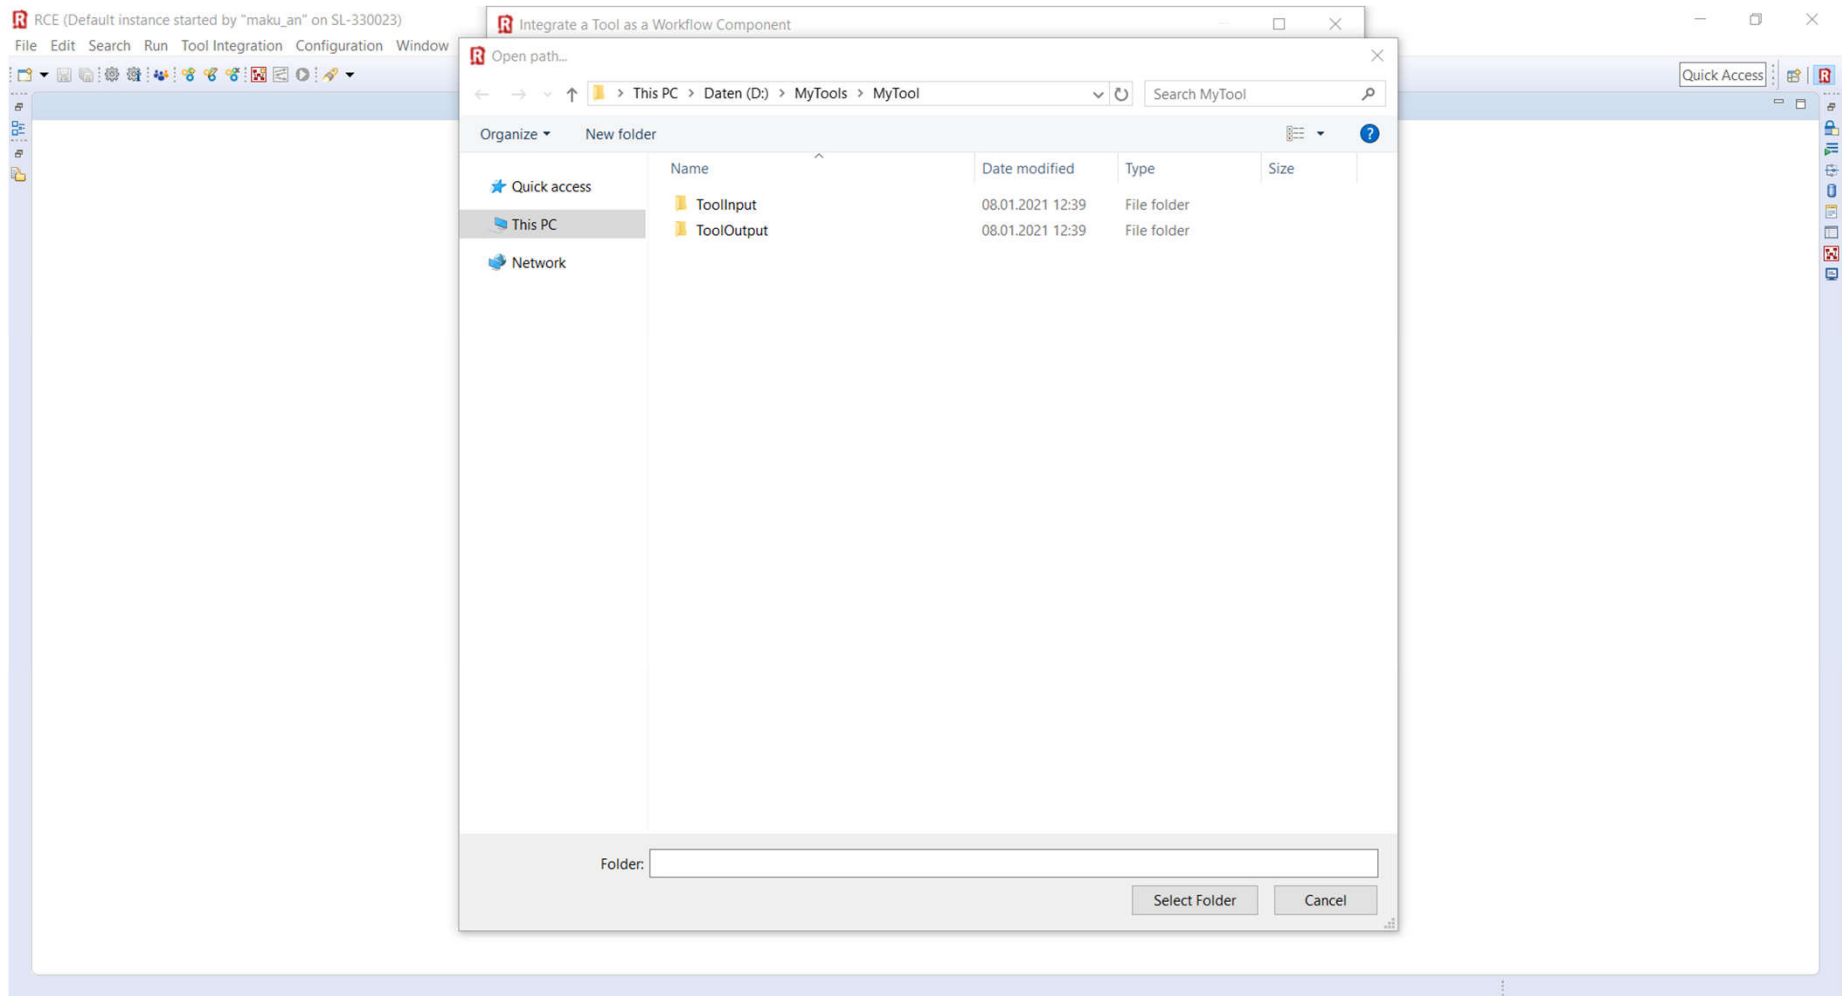 RCE (Default instance started by "maku_an" on SL-330023)
Integrate a Tool as a Workflow Component
File Edit Search Run Tool Integration Configuration Window
Open path...
Quick Access
This PC > Daten (D:) > MyTools > MyTool
Search MyTool
Organize
New folder
Name
Date modified
Type
Size
Quick access
This PC
Network
ToolInput 08.01.2021 12:39 File folder
ToolOutput 08.01.2021 12:39 File folder
Folder:
Select Folder
Cancel